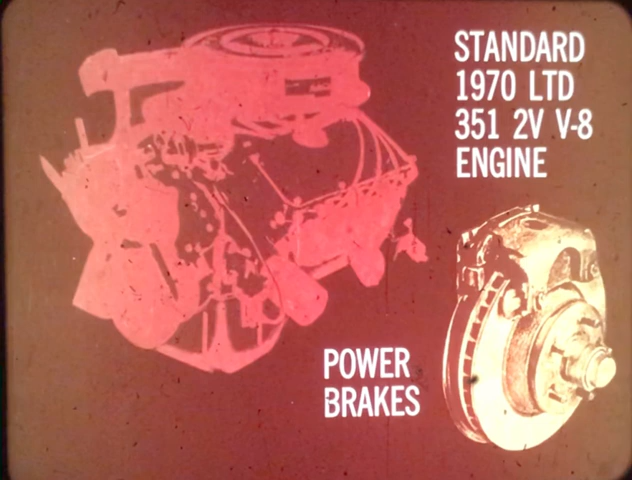 STANDARD
1970 LTD
351 2V V-8
ENGINE
POWER
BRAKES